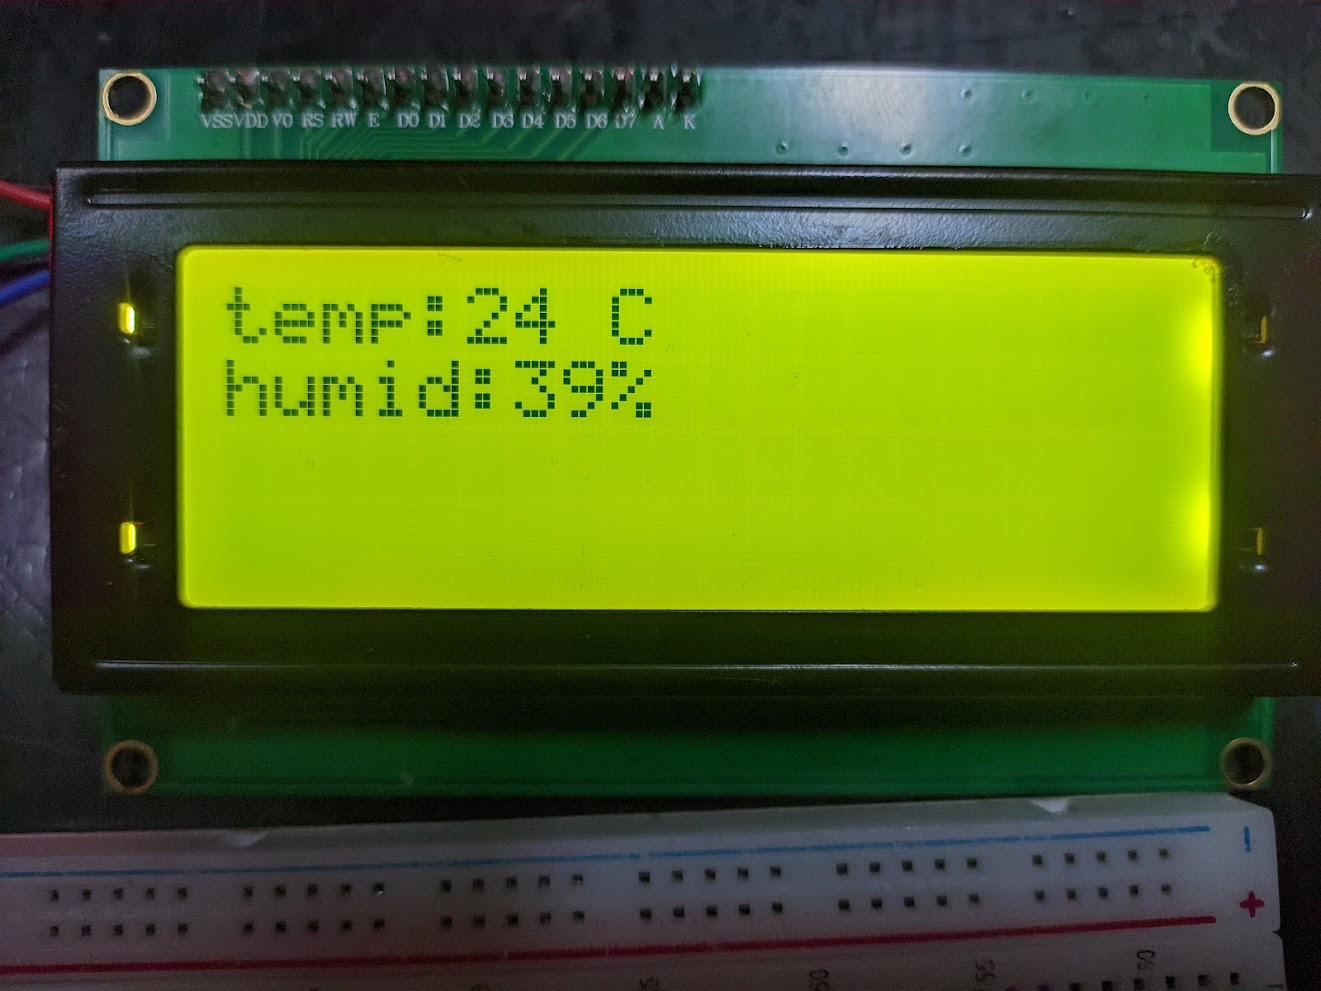 VSS VDD V0 RS RW E D0 D1 D2 D3 D4 D5 D6 D7 A K
temp:24 C
humid:39%
-
+